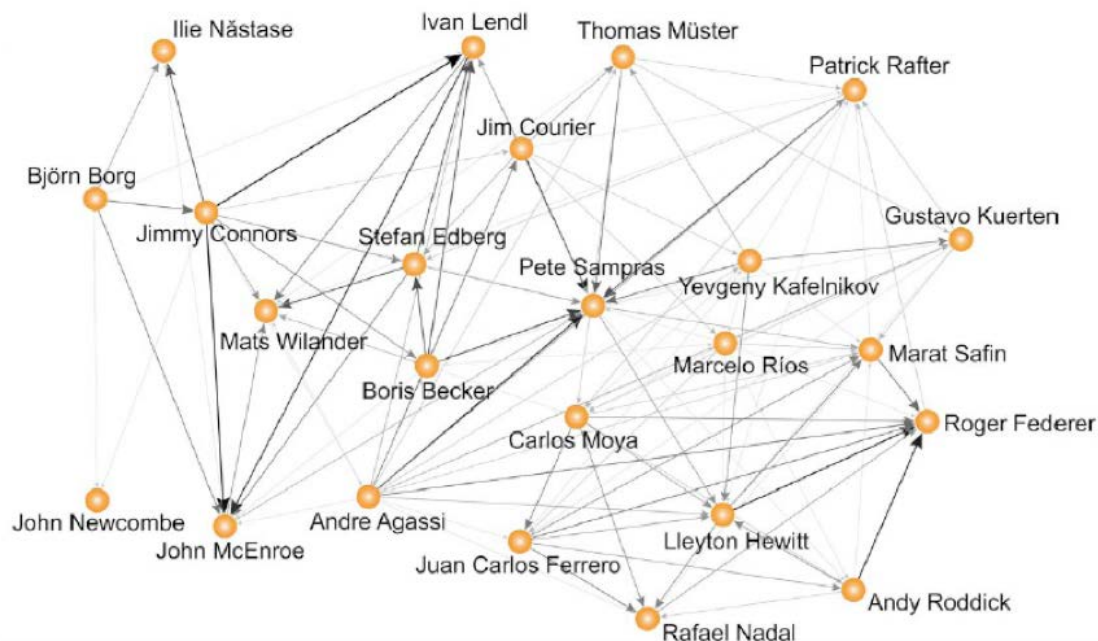 Ilie Năstase
Ivan Lendl
Thomas Müster
Patrick Rafter
Jim Courier
Björn Borg
Jimmy Connors
Stefan Edberg
Gustavo Kuerten
Pete Sampras
Yevgeny Kafelnikov
Mats Wilander
Boris Becker
Marcelo Ríos
Marat Safin
Carlos Moya
Roger Federer
John Newcombe
John McEnroe
Andre Agassi
Juan Carlos Ferrero
Lleyton Hewitt
Andy Roddick
Rafael Nadal